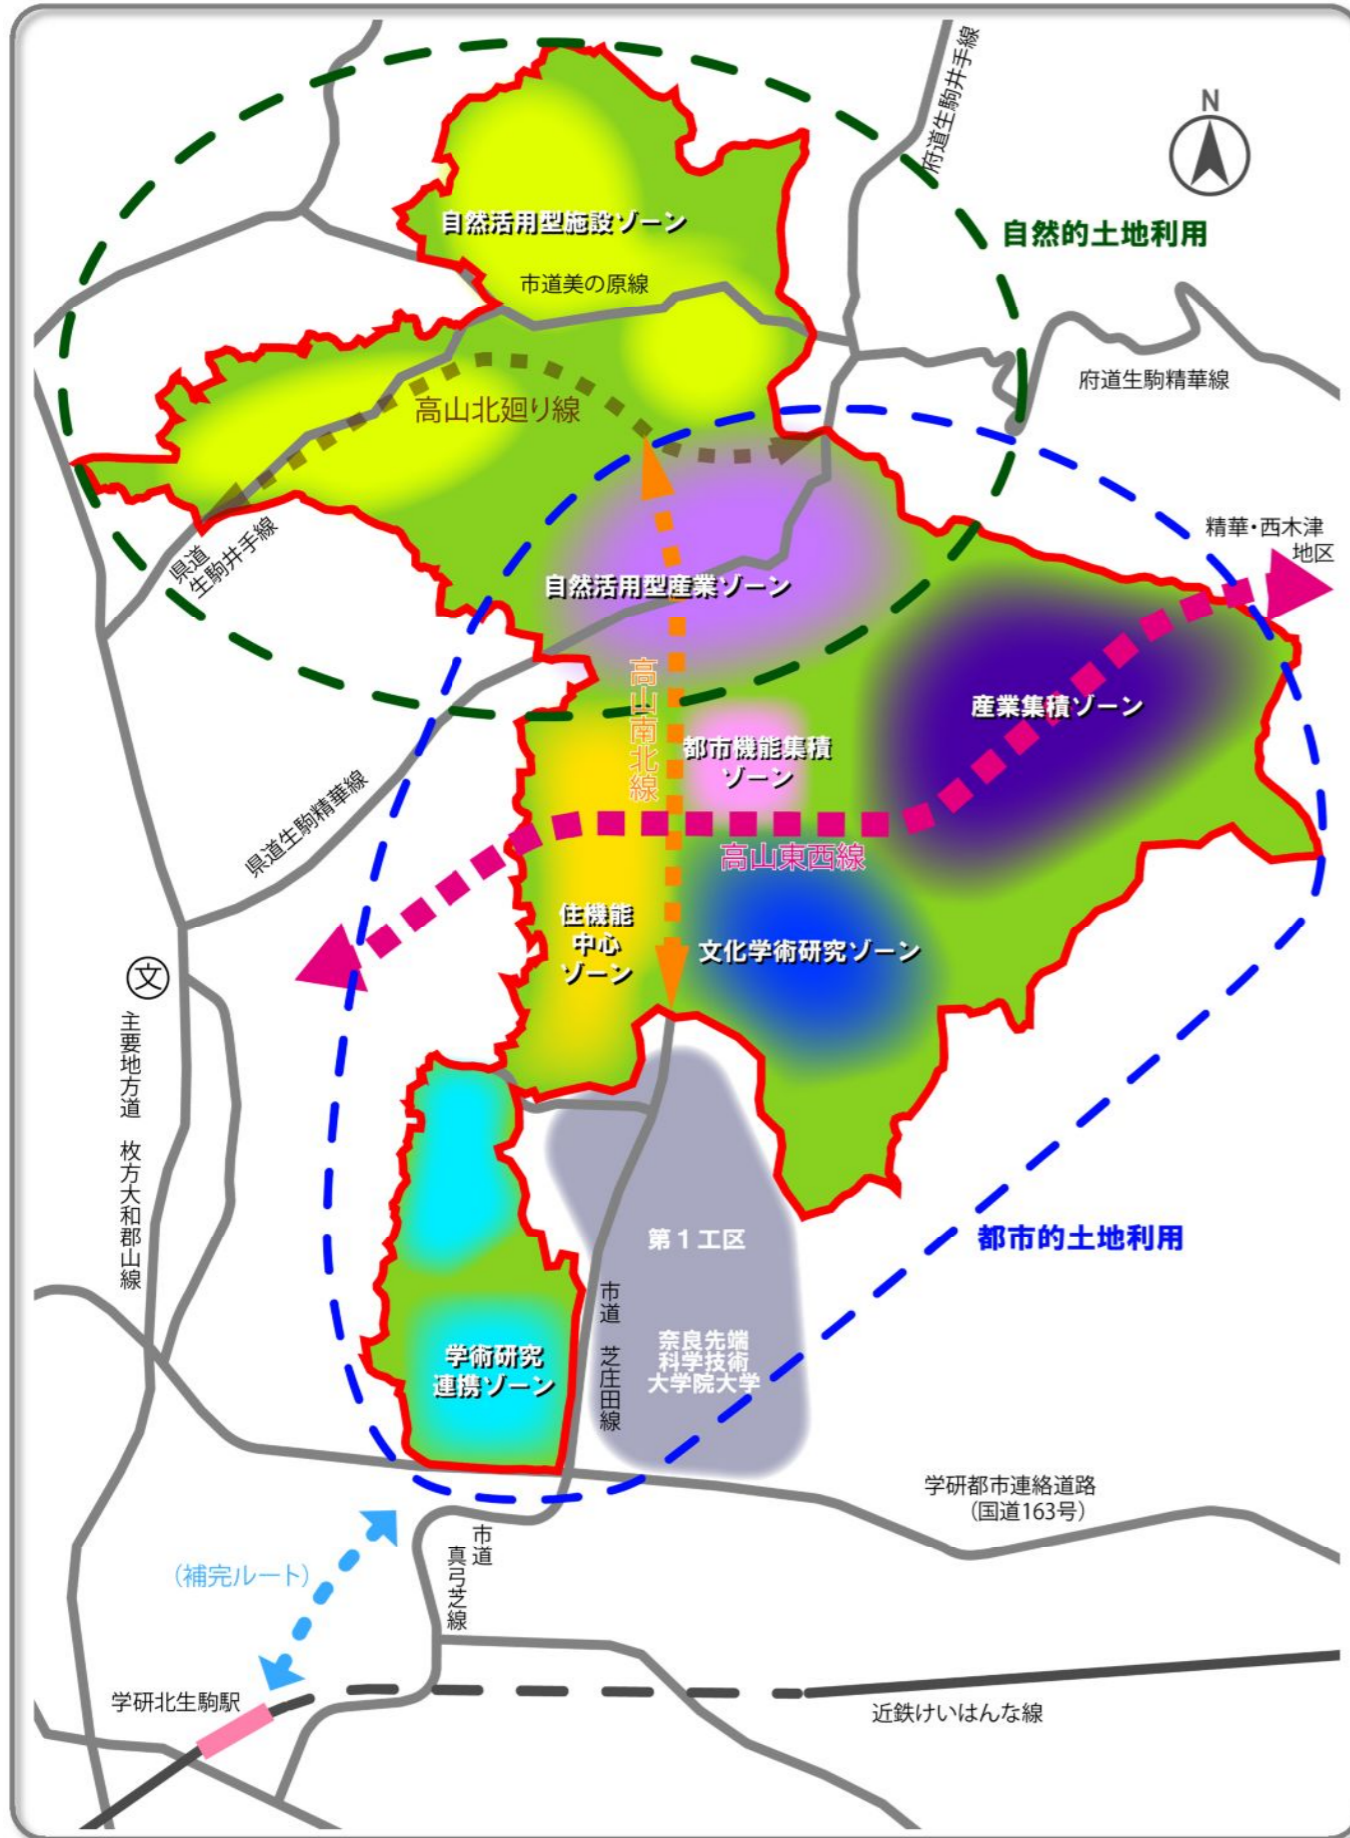 N
府道生駒井手線
自然的土地利用
自然活用型施設ゾーン
市道美の原線
府道生駒精華線
高山北廻り線
精華・西木津
地区
県道
生駒井手線
自然活用型産業ゾーン
高山南北線
産業集積ゾーン
都市機能集積
ゾーン
県道生駒精華線
高山東西線
住機能
中心
ゾーン
文化学術研究ゾーン
文
主要地方道 枚方大和郡山線
第1工区
都市的土地利用
市道 芝庄田線
奈良先端
科学技術
大学院大学
学術研究
連携ゾーン
学研都市連絡道路
(国道163号)
市道
真弓芝線
(補完ルート)
学研北生駒駅
近鉄けいはんな線